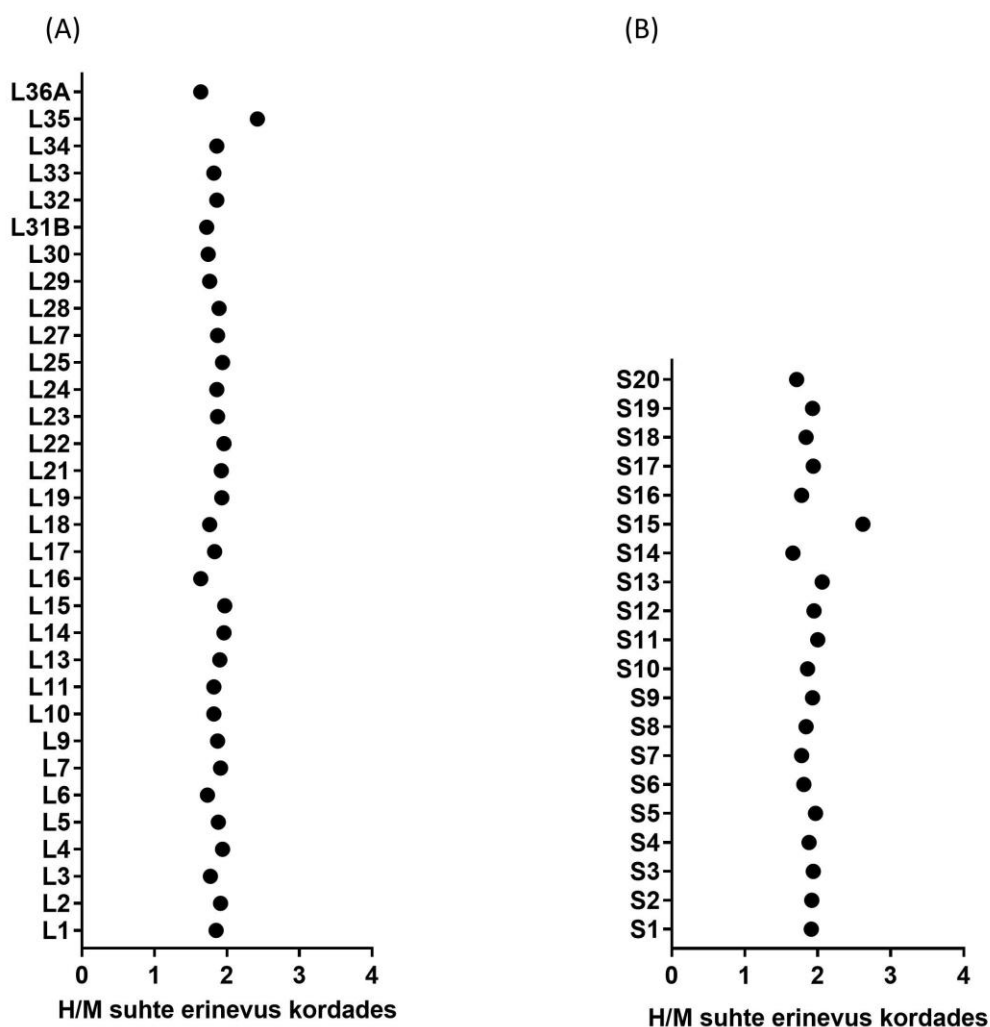 (A)
L36A
L35
L34
L33
L32
L31B
L30
L29
L28
L27
L25
L24
L23
L22
L21
L19
L18
L17
L16
L15
L14
L13
L11
L10
L9
L7
L6
L5
L4
L3
L2
L1
0 1 2 3 4
H/M suhte erinevus kordades
(B)
S20
S19
S18
S17
S16
S15
S14
S13
S12
S11
S10
S9
S8
S7
S6
S5
S4
S3
S2
S1
0 1 2 3 4
H/M suhte erinevus kordades